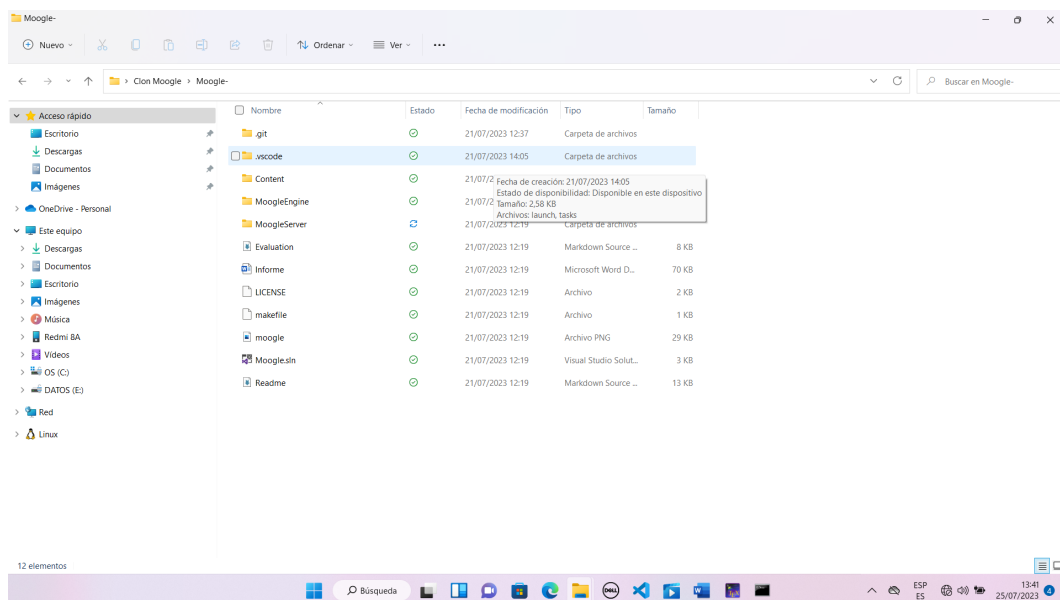 Moogle-
Nuevo
Ordenar
Ver
Clon Moogle > Moogle-
Buscar en Moogle-
Acceso rápido
Escritorio
Descargas
Documentos
Imágenes
OneDrive - Personal
Este equipo
Descargas
Documentos
Escritorio
Imágenes
Música
Redmi 8A
Vídeos
OS (C:)
DATOS (E:)
Red
Linux
Nombre Estado Fecha de modificación Tipo Tamaño
.git 21/07/2023 12:37 Carpeta de archivos
.vscode 21/07/2023 14:05 Carpeta de archivos
Content 21/07/2
MoogleEngine 21/07/2
MoogleServer 21/07/2023 12:19 Carpeta de archivos
Evaluation 21/07/2023 12:19 Markdown Source ... 8 KB
Informe 21/07/2023 12:19 Microsoft Word D... 70 KB
LICENSE 21/07/2023 12:19 Archivo 2 KB
makefile 21/07/2023 12:19 Archivo 1 KB
moogle 21/07/2023 12:19 Archivo PNG 29 KB
Moogle.sln 21/07/2023 12:19 Visual Studio Solut... 3 KB
Readme 21/07/2023 12:19 Markdown Source ... 13 KB
Fecha de creación: 21/07/2023 14:05
Estado de disponibilidad: Disponible en este dispositivo
Tamaño: 2,58 KB
Archivos: launch, tasks
12 elementos
Búsqueda
DELL
ESP
ES
13:41
25/07/2023
4